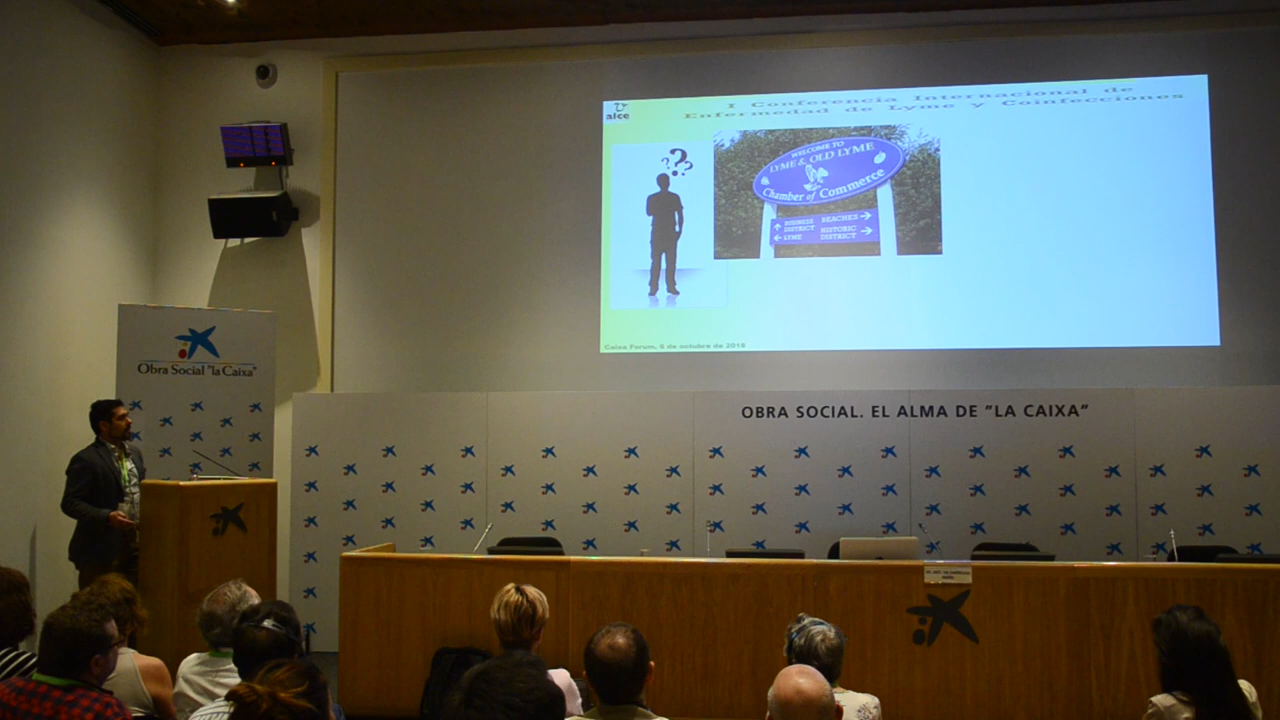 I Conferencia Internacional de
Enfermedad de Lyme y Coinfecciones
alce
???
WELCOME TO
LYME & OLD LYME
Chamber of Commerce
BUSINESS DISTRICT
LYME
BEACHES
HISTORIC DISTRICT
Caixa Forum, 6 de octubre de 2016
Obra Social "la Caixa"
OBRA SOCIAL. EL ALMA DE "LA CAIXA"